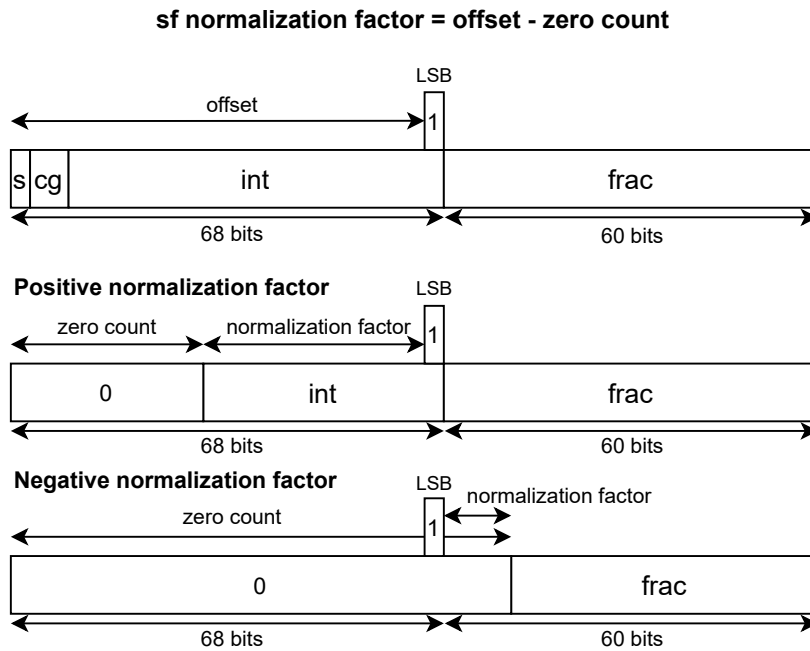 sf normalization factor = offset - zero count
LSB
offset
1
s cg int frac
68 bits 60 bits
Positive normalization factor
LSB
zero count normalization factor
1
0 int frac
68 bits 60 bits
Negative normalization factor
LSB
normalization factor
zero count
1
0 frac
68 bits 60 bits